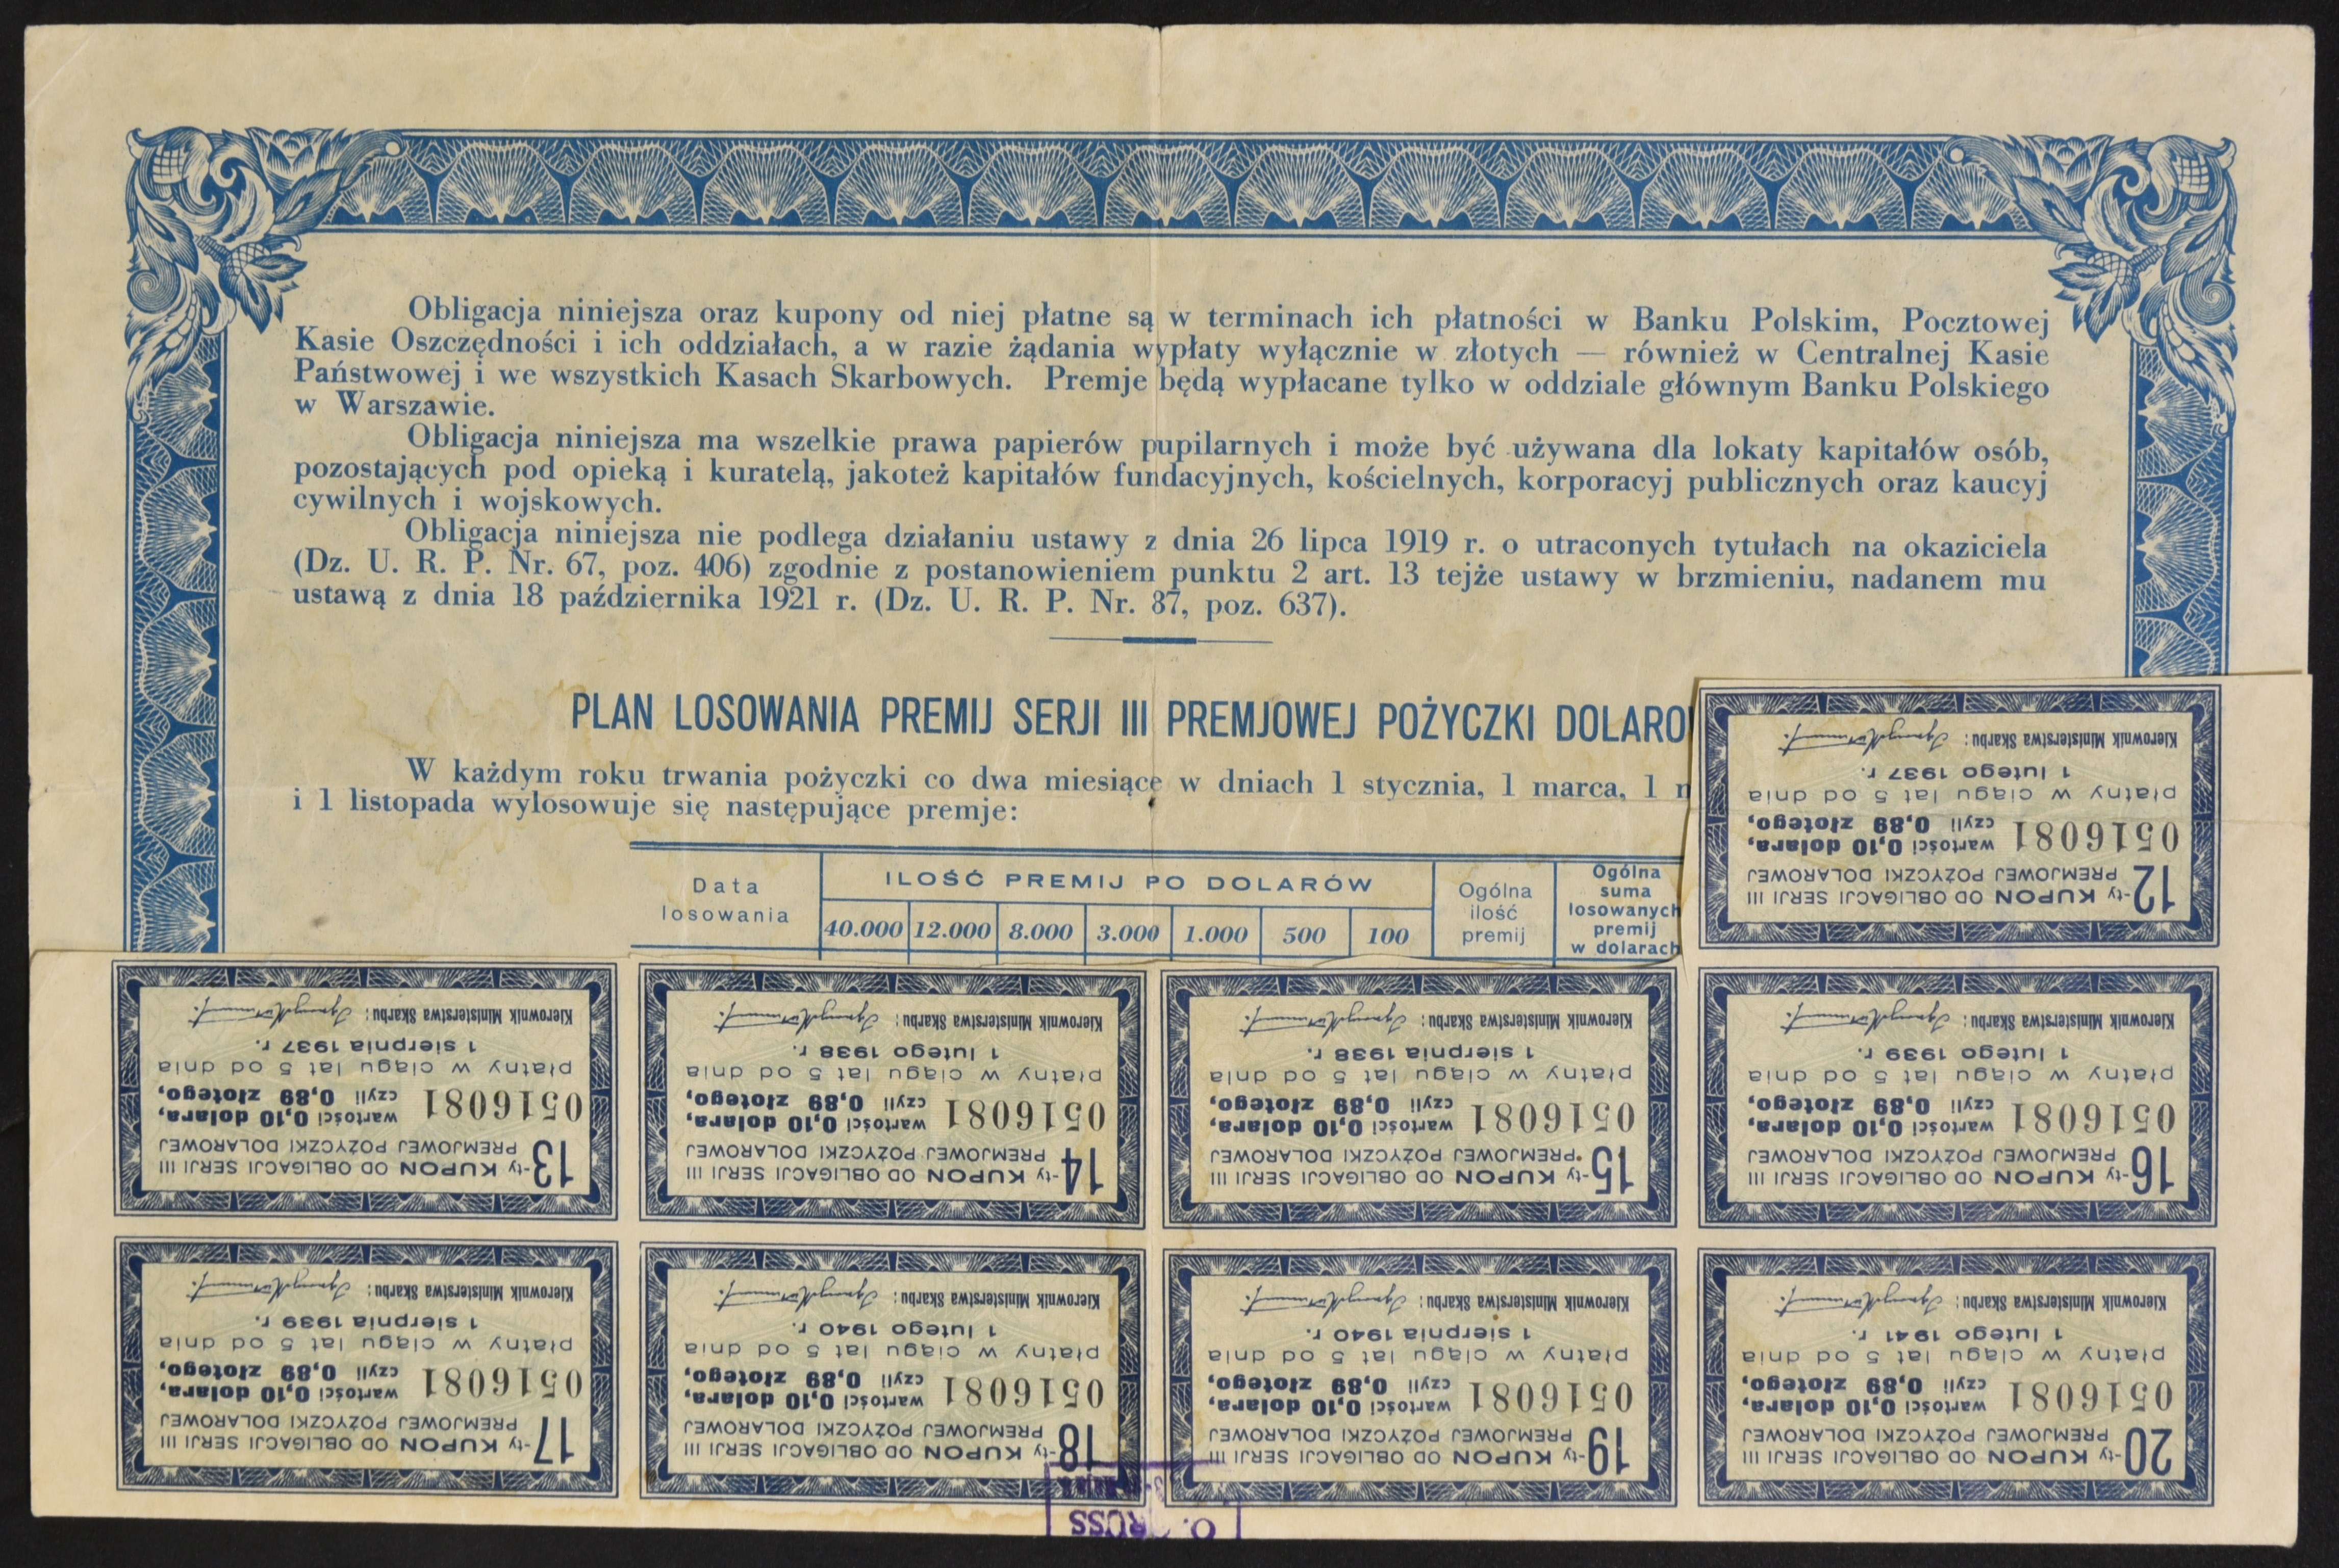 Obligacja niniejsza oraz kupony od niej płatne są w terminach ich płatności w Banku Polskim, Pocztowej
Kasie Oszczędności i ich oddziałach, a w razie żądania wypłaty wyłącznie w złotych — również w Centralnej Kasie
Państwowej i we wszystkich Kasach Skarbowych. Premje będą wypłacane tylko w oddziale głównym Banku Polskiego
w Warszawie.
Obligacja niniejsza ma wszelkie prawa papierów pupilarnych i może być używana dla lokaty kapitałów osób,
pozostających pod opieką i kuratelą, jakoteż kapitałów fundacyjnych, kościelnych, korporacyj publicznych oraz kaucyj
cywilnych i wojskowych.
Obligacja niniejsza nie podlega działaniu ustawy z dnia 26 lipca 1919 r. o utraconych tytułach na okaziciela
(Dz. U. R. P. Nr. 67, poz. 406) zgodnie z postanowieniem punktu 2 art. 13 tejże ustawy w brzmieniu, nadanem mu
ustawą z dnia 18 października 1921 r. (Dz. U. R. P. Nr. 87, poz. 637).
PLAN LOSOWANIA PREMIJ SERJI III PREMJOWEJ POŻYCZKI DOLARO
W każdym roku trwania pożyczki co dwa miesiące w dniach 1 stycznia, 1 marca, 1
i 1 listopada wylosowuje się następujące premje:
Data losowania
ILOŚĆ PREMIJ PO DOLARÓW
40.000 12.000 8.000 3.000 1.000 500 100
Ogólna ilość premij
Ogólna suma losowanych premij w dolarach
12-ty KUPON OD OBLIGACJI SERJI III
PREMJOWEJ POŻYCZKI DOLAROWEJ
0516081 wartości 0,10 dolara,
czyli 0,89 złotego,
płatny w ciągu lat 5 od dnia
1 lutego 1937 r.
Kierownik Ministerstwa Skarbu:
13-ty KUPON OD OBLIGACJI SERJI III
PREMJOWEJ POŻYCZKI DOLAROWEJ
0516081 wartości 0,10 dolara,
czyli 0,89 złotego,
płatny w ciągu lat 5 od dnia
1 sierpnia 1937 r.
Kierownik Ministerstwa Skarbu:
14-ty KUPON OD OBLIGACJI SERJI III
PREMJOWEJ POŻYCZKI DOLAROWEJ
0516081 wartości 0,10 dolara,
czyli 0,89 złotego,
płatny w ciągu lat 5 od dnia
1 lutego 1938 r.
Kierownik Ministerstwa Skarbu:
15-ty KUPON OD OBLIGACJI SERJI III
PREMJOWEJ POŻYCZKI DOLAROWEJ
0516081 wartości 0,10 dolara,
czyli 0,89 złotego,
płatny w ciągu lat 5 od dnia
1 sierpnia 1938 r.
Kierownik Ministerstwa Skarbu:
16-ty KUPON OD OBLIGACJI SERJI III
PREMJOWEJ POŻYCZKI DOLAROWEJ
0516081 wartości 0,10 dolara,
czyli 0,89 złotego,
płatny w ciągu lat 5 od dnia
1 lutego 1939 r.
Kierownik Ministerstwa Skarbu:
17-ty KUPON OD OBLIGACJI SERJI III
PREMJOWEJ POŻYCZKI DOLAROWEJ
0516081 wartości 0,10 dolara,
czyli 0,89 złotego,
płatny w ciągu lat 5 od dnia
1 sierpnia 1939 r.
Kierownik Ministerstwa Skarbu:
18-ty KUPON OD OBLIGACJI SERJI III
PREMJOWEJ POŻYCZKI DOLAROWEJ
0516081 wartości 0,10 dolara,
czyli 0,89 złotego,
płatny w ciągu lat 5 od dnia
1 lutego 1940 r.
Kierownik Ministerstwa Skarbu:
19-ty KUPON OD OBLIGACJI SERJI III
PREMJOWEJ POŻYCZKI DOLAROWEJ
0516081 wartości 0,10 dolara,
czyli 0,89 złotego,
płatny w ciągu lat 5 od dnia
1 sierpnia 1940 r.
Kierownik Ministerstwa Skarbu:
20-ty KUPON OD OBLIGACJI SERJI III
PREMJOWEJ POŻYCZKI DOLAROWEJ
0516081 wartości 0,10 dolara,
czyli 0,89 złotego,
płatny w ciągu lat 5 od dnia
1 lutego 1941 r.
Kierownik Ministerstwa Skarbu: